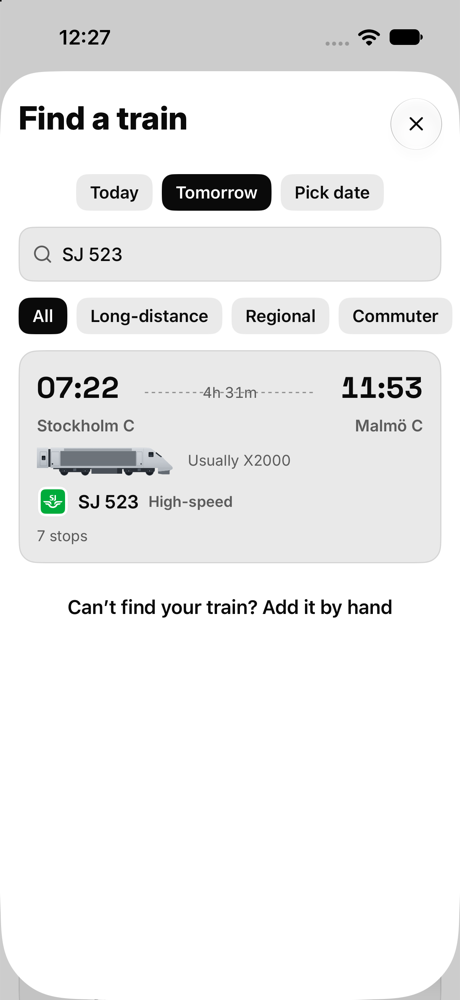 12:27
Find a train
Today Tomorrow Pick date
SJ 523
All Long-distance Regional Commuter
07:22 4h 31m 11:53
Stockholm C Malmö C
Usually X2000
SJ SJ 523 High-speed
7 stops
Can’t find your train? Add it by hand